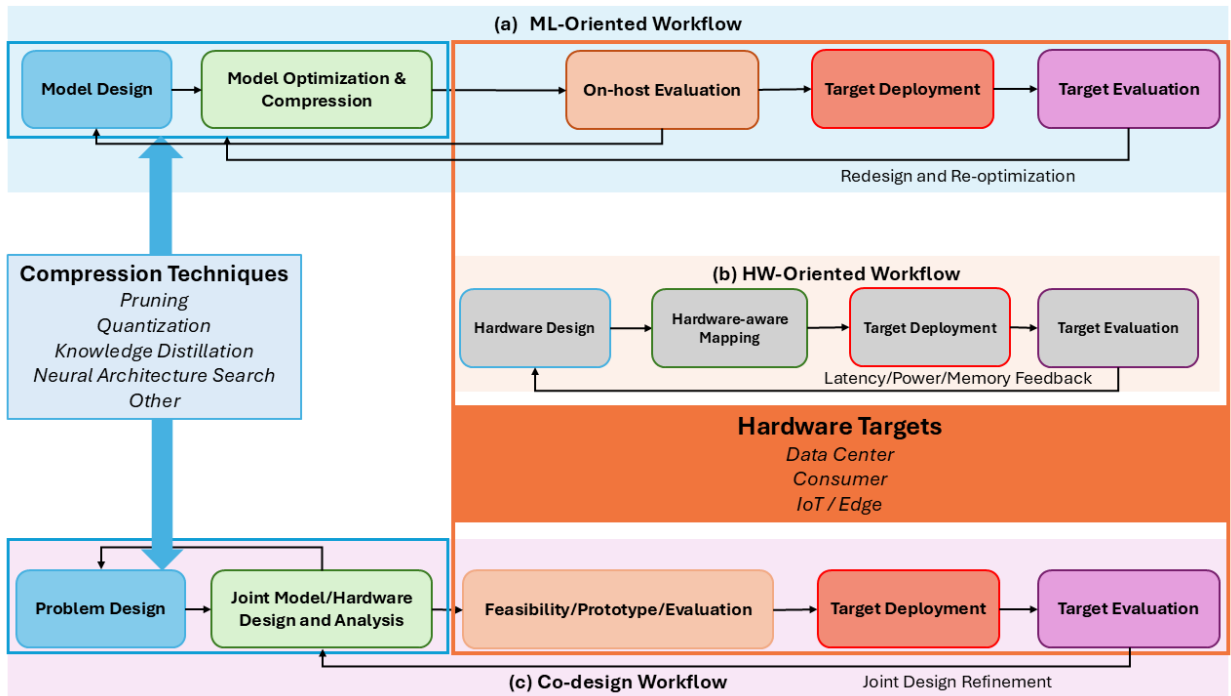 (a) ML-Oriented Workflow
Model Design
Model Optimization &
Compression
On-host Evaluation
Target Deployment
Target Evaluation
Redesign and Re-optimization
Compression Techniques
Pruning
Quantization
Knowledge Distillation
Neural Architecture Search
Other
(b) HW-Oriented Workflow
Hardware Design
Hardware-aware
Mapping
Target Deployment
Target Evaluation
Latency/Power/Memory Feedback
Hardware Targets
Data Center
Consumer
IoT / Edge
Problem Design
Joint Model/Hardware
Design and Analysis
Feasibility/Prototype/Evaluation
Target Deployment
Target Evaluation
Joint Design Refinement
(c) Co-design Workflow